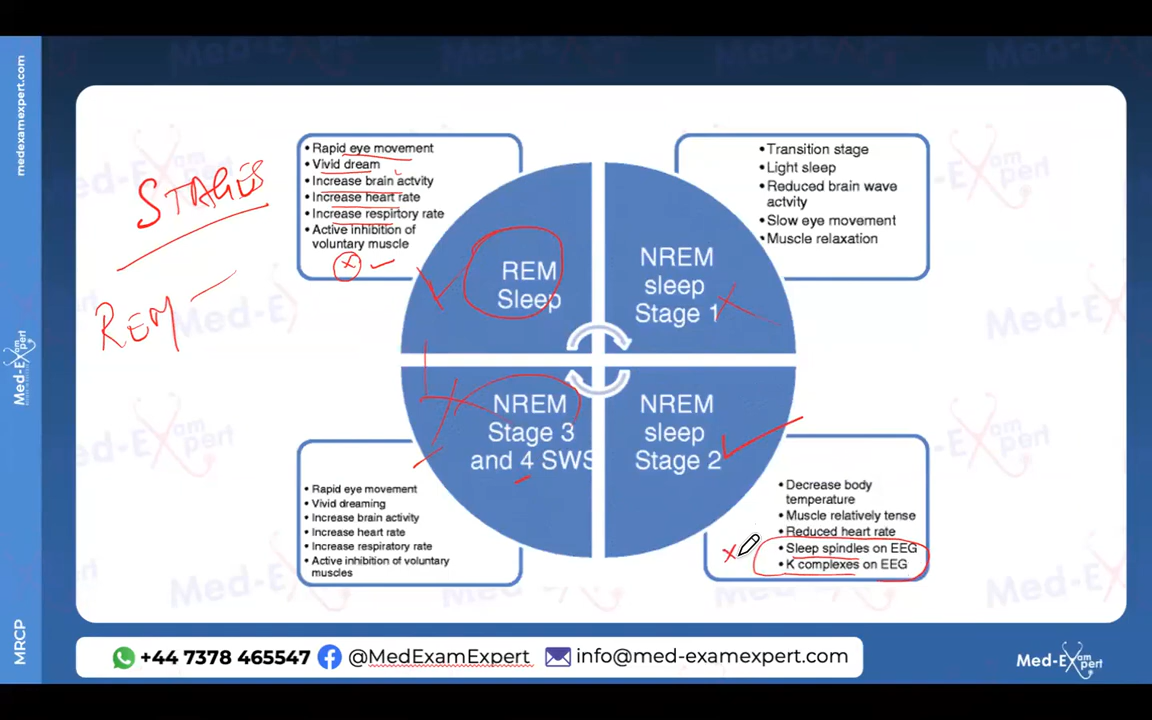 medexamexpert.com
Med-Expert
MRCP
STAGES
REM
• Rapid eye movement
• Vivid dream
• Increase brain actvity
• Increase heart rate
• Increase respirtory rate
• Active inhibition of
voluntary muscle
• Transition stage
• Light sleep
• Reduced brain wave
actvity
• Slow eye movement
• Muscle relaxation
REM
Sleep
NREM
sleep
Stage 1
NREM
Stage 3
and 4 SWS
NREM
sleep
Stage 2
• Rapid eye movement
• Vivid dreaming
• Increase brain activity
• Increase heart rate
• Increase respiratory rate
• Active inhibition of voluntary
muscles
• Decrease body
temperature
• Muscle relatively tense
• Reduced heart rate
• Sleep spindles on EEG
• K complexes on EEG
+44 7378 465547 @MedExamExpert info@med-examexpert.com
Med-Exam
pert